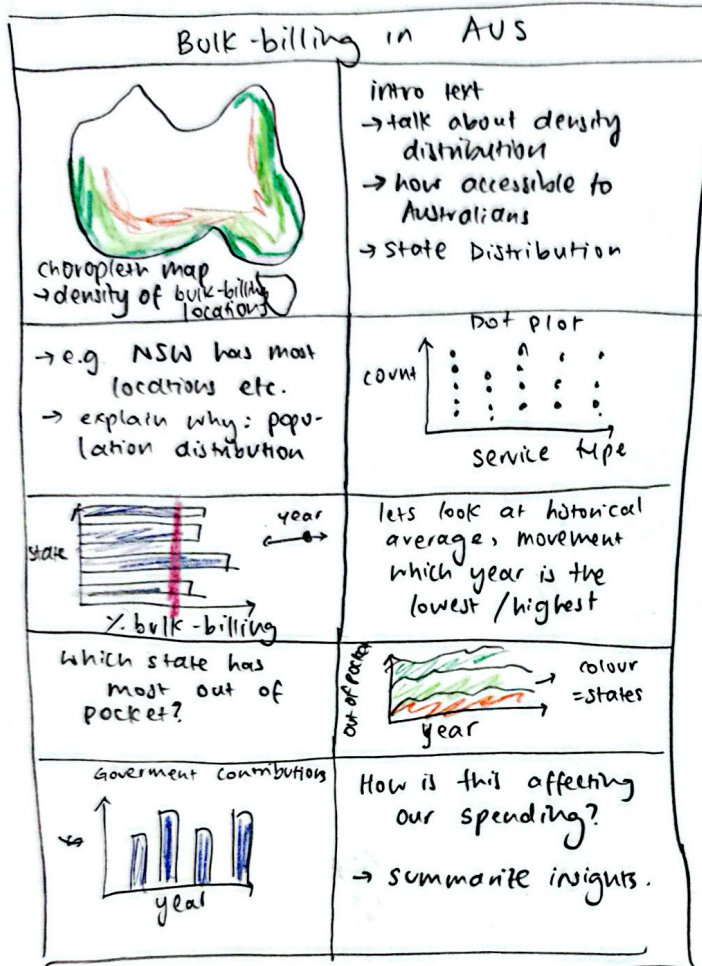 Bulk-billing in AUS
choropleth map
→ density of bulk-billing
locations
intro text
→ talk about density
distribution
→ how accessible to
Australians
→ State Distribution
→ e.g. NSW has most
locations etc.
→ explain why: popu-
lation distribution
Dot plot
count
service type
state
year
% bulk-billing
lets look at historical
average, movement
which year is the
lowest/highest
which state has
most out of
pocket?
out of pocket
year
→ colour
=states
Goverment contributions
year
How is this affecting
our spending?
→ summarize insights.